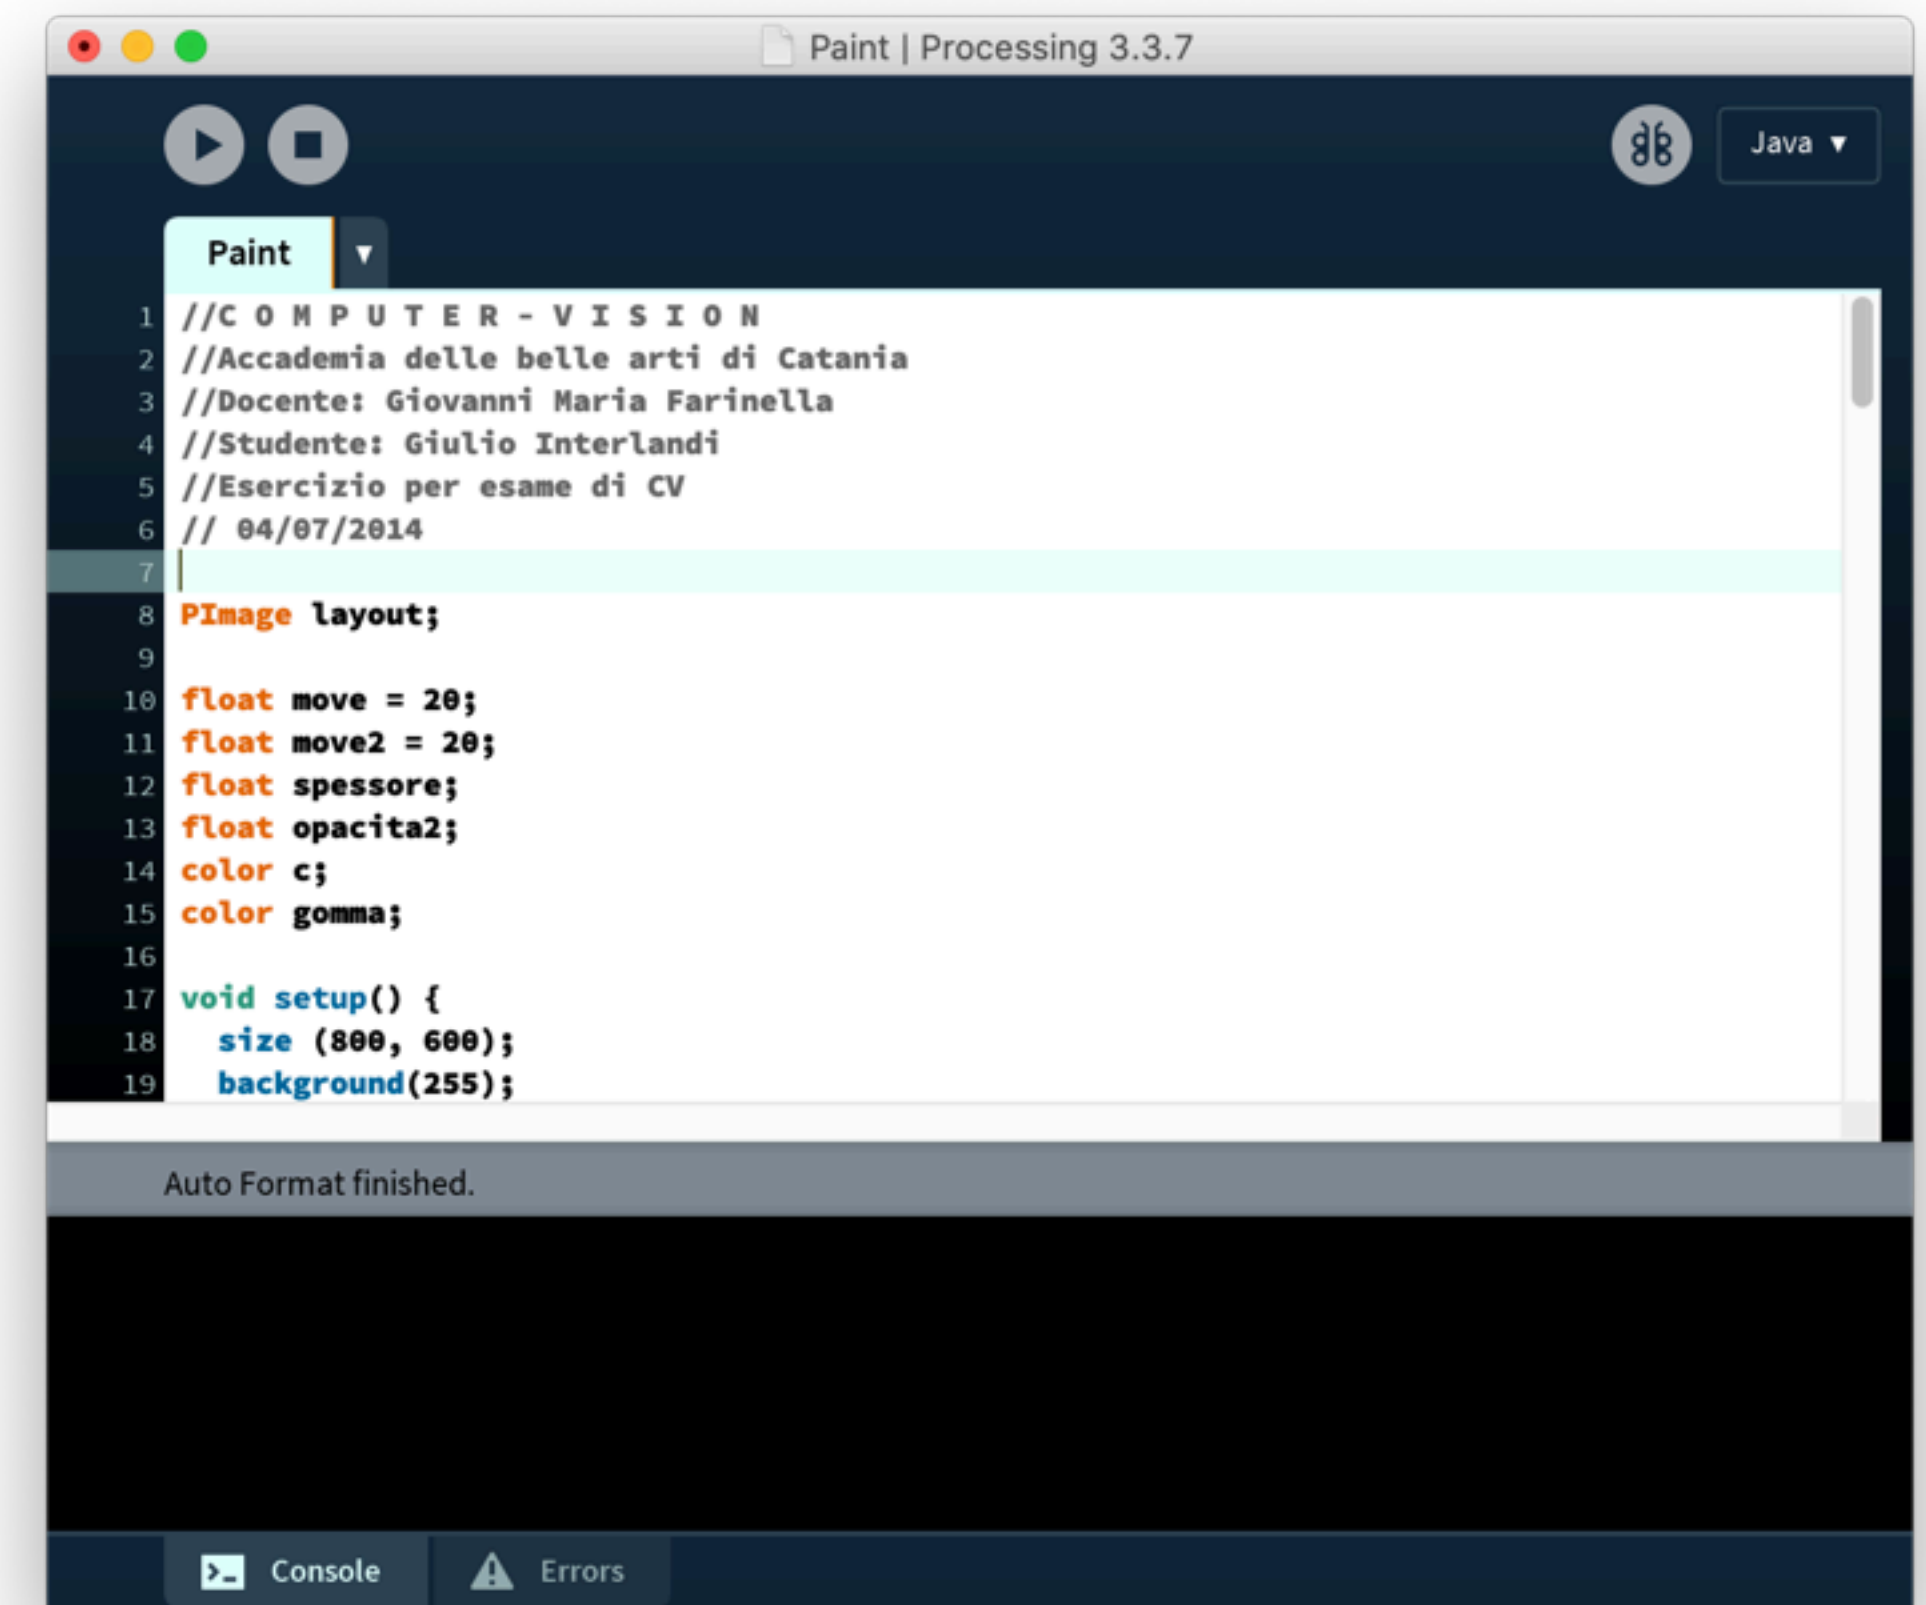 Paint | Processing 3.3.7
Java ▼
Paint ▼
1 //C O M P U T E R - V I S I O N
2 //Accademia delle belle arti di Catania
3 //Docente: Giovanni Maria Farinella
4 //Studente: Giulio Interlandi
5 //Esercizio per esame di CV
6 // 04/07/2014
7
8 PImage layout;
9
10 float move = 20;
11 float move2 = 20;
12 float spessore;
13 float opacita2;
14 color c;
15 color gomma;
16
17 void setup() {
18   size (800, 600);
19   background(255);
Auto Format finished.
Console Errors